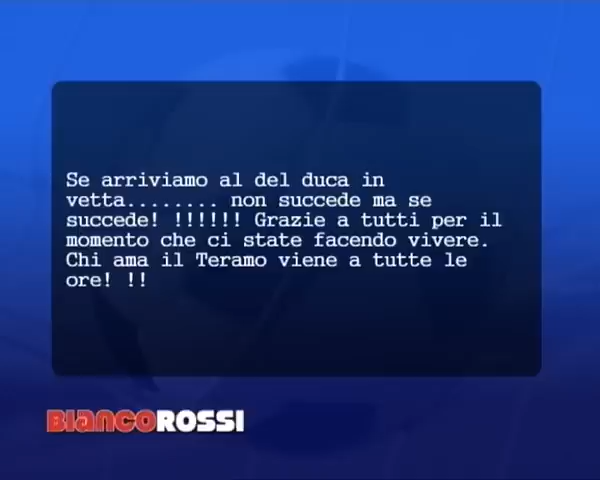 Se arriviamo al del duca in
vetta........ non succede ma se
succede! !!!!!! Grazie a tutti per il
momento che ci state facendo vivere.
Chi ama il Teramo viene a tutte le
ore! !!
BIANCOROSSI